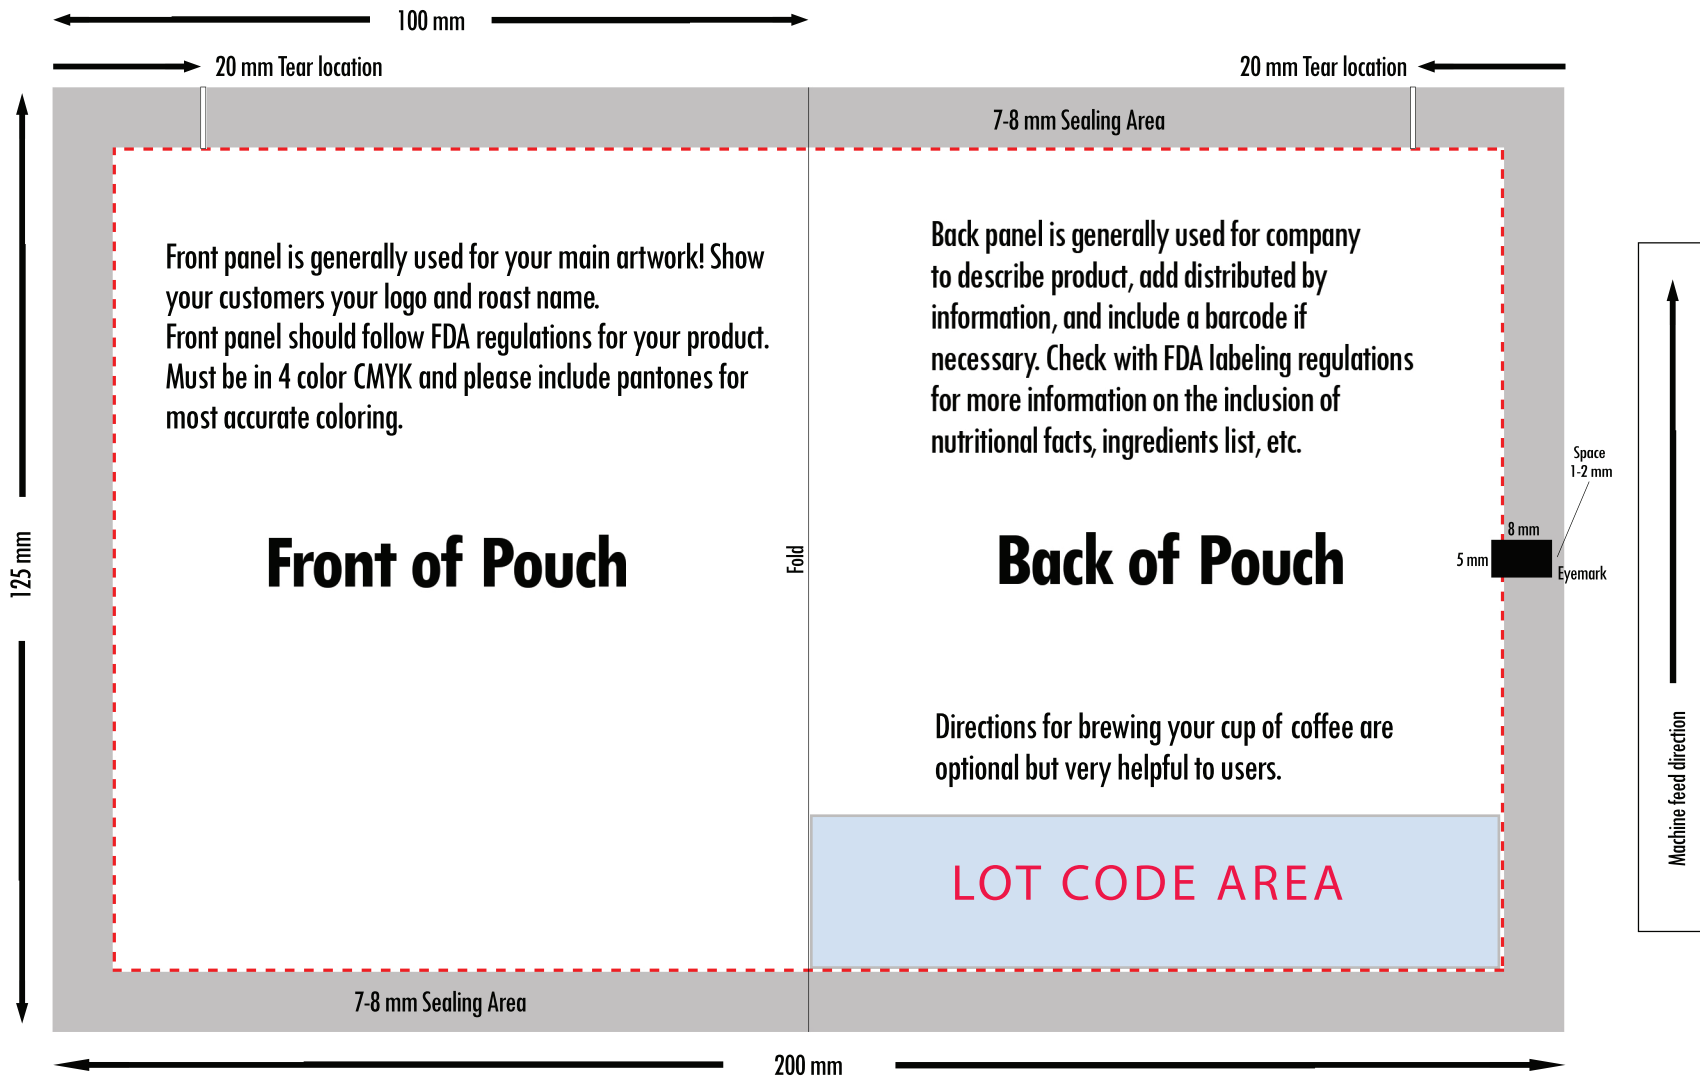 100 mm
20 mm Tear location
20 mm Tear location
7-8 mm Sealing Area
Front panel is generally used for your main artwork! Show
your customers your logo and roast name.
Front panel should follow FDA regulations for your product.
Must be in 4 color CMYK and please include pantones for
most accurate coloring.
Back panel is generally used for company
to describe product, add distributed by
information, and include a barcode if
necessary. Check with FDA labeling regulations
for more information on the inclusion of
nutritional facts, ingredients list, etc.
Space
1-2 mm
8 mm
5 mm
Eyemark
125 mm
Front of Pouch
Fold
Back of Pouch
Directions for brewing your cup of coffee are
optional but very helpful to users.
Machine feed direction
LOT CODE AREA
7-8 mm Sealing Area
200 mm